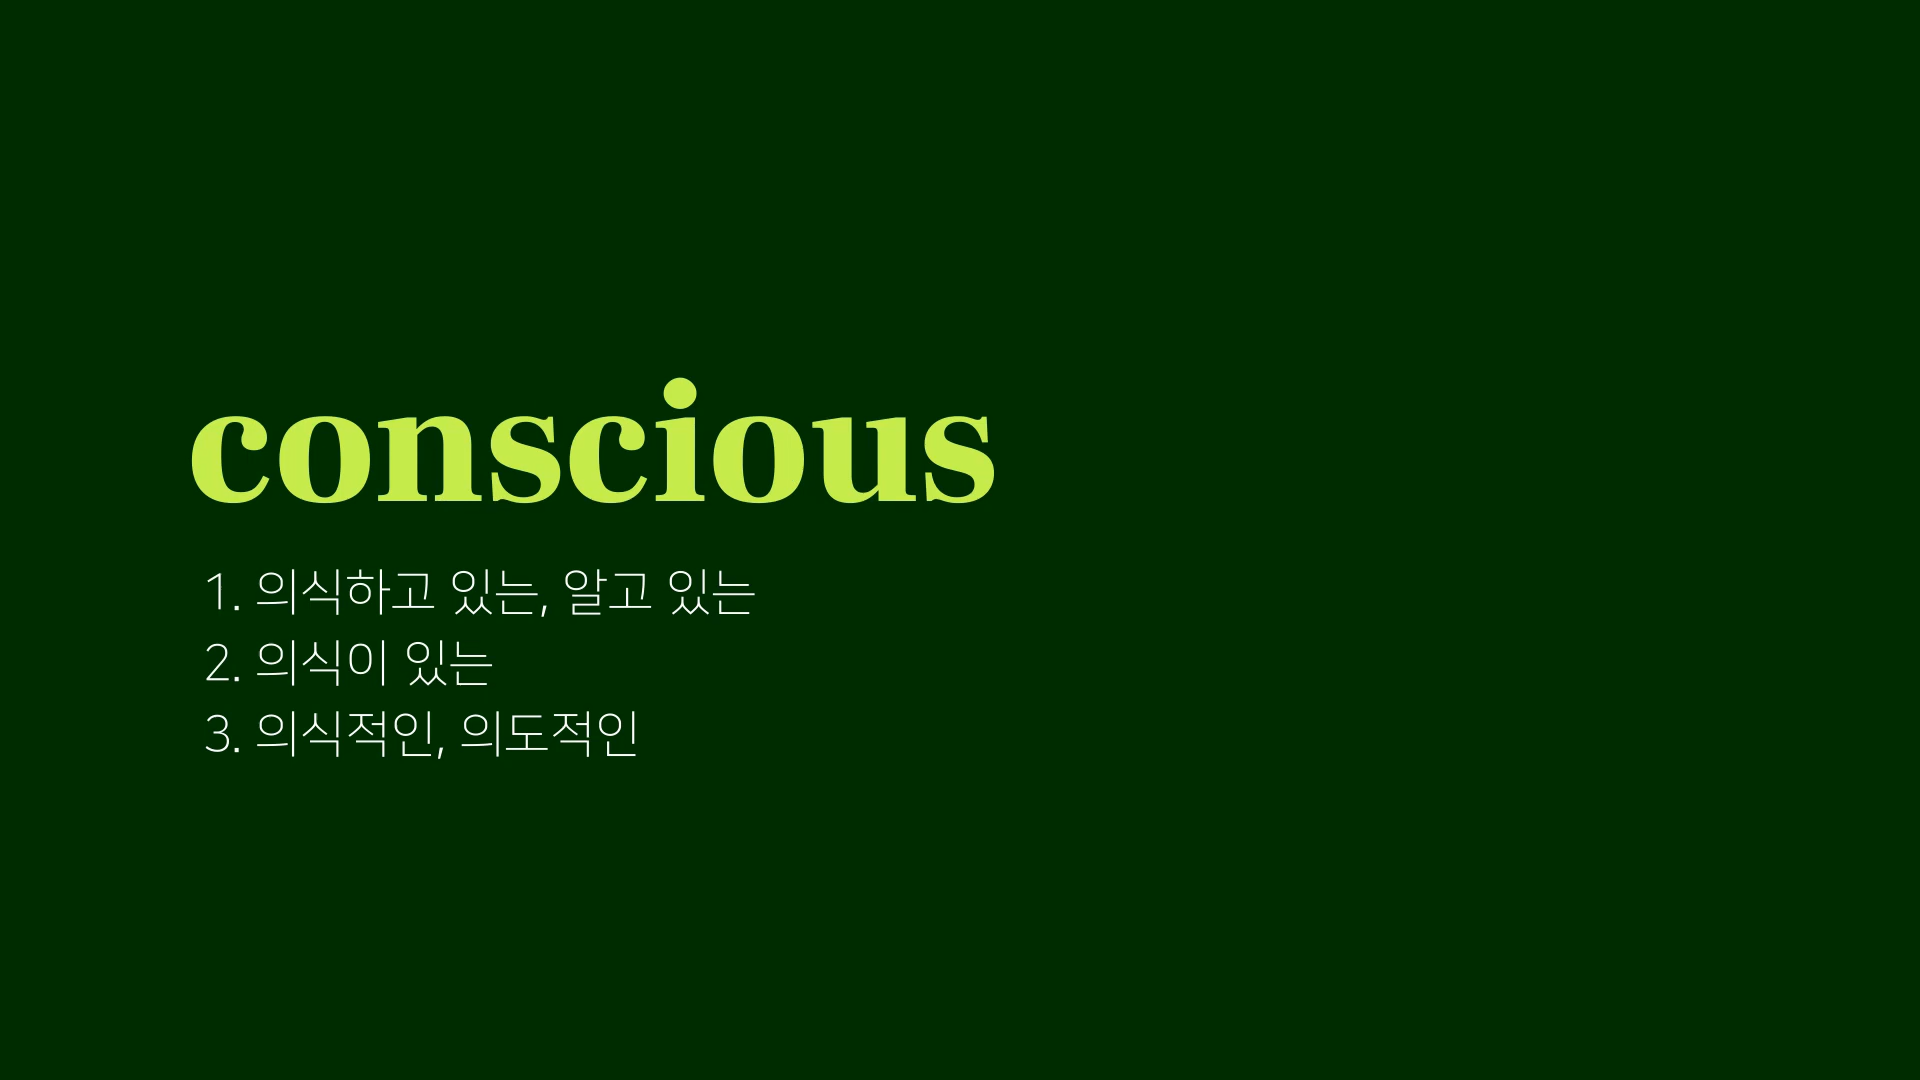 conscious
1. 의식하고 있는, 알고 있는
2. 의식이 있는
3. 의식적인, 의도적인